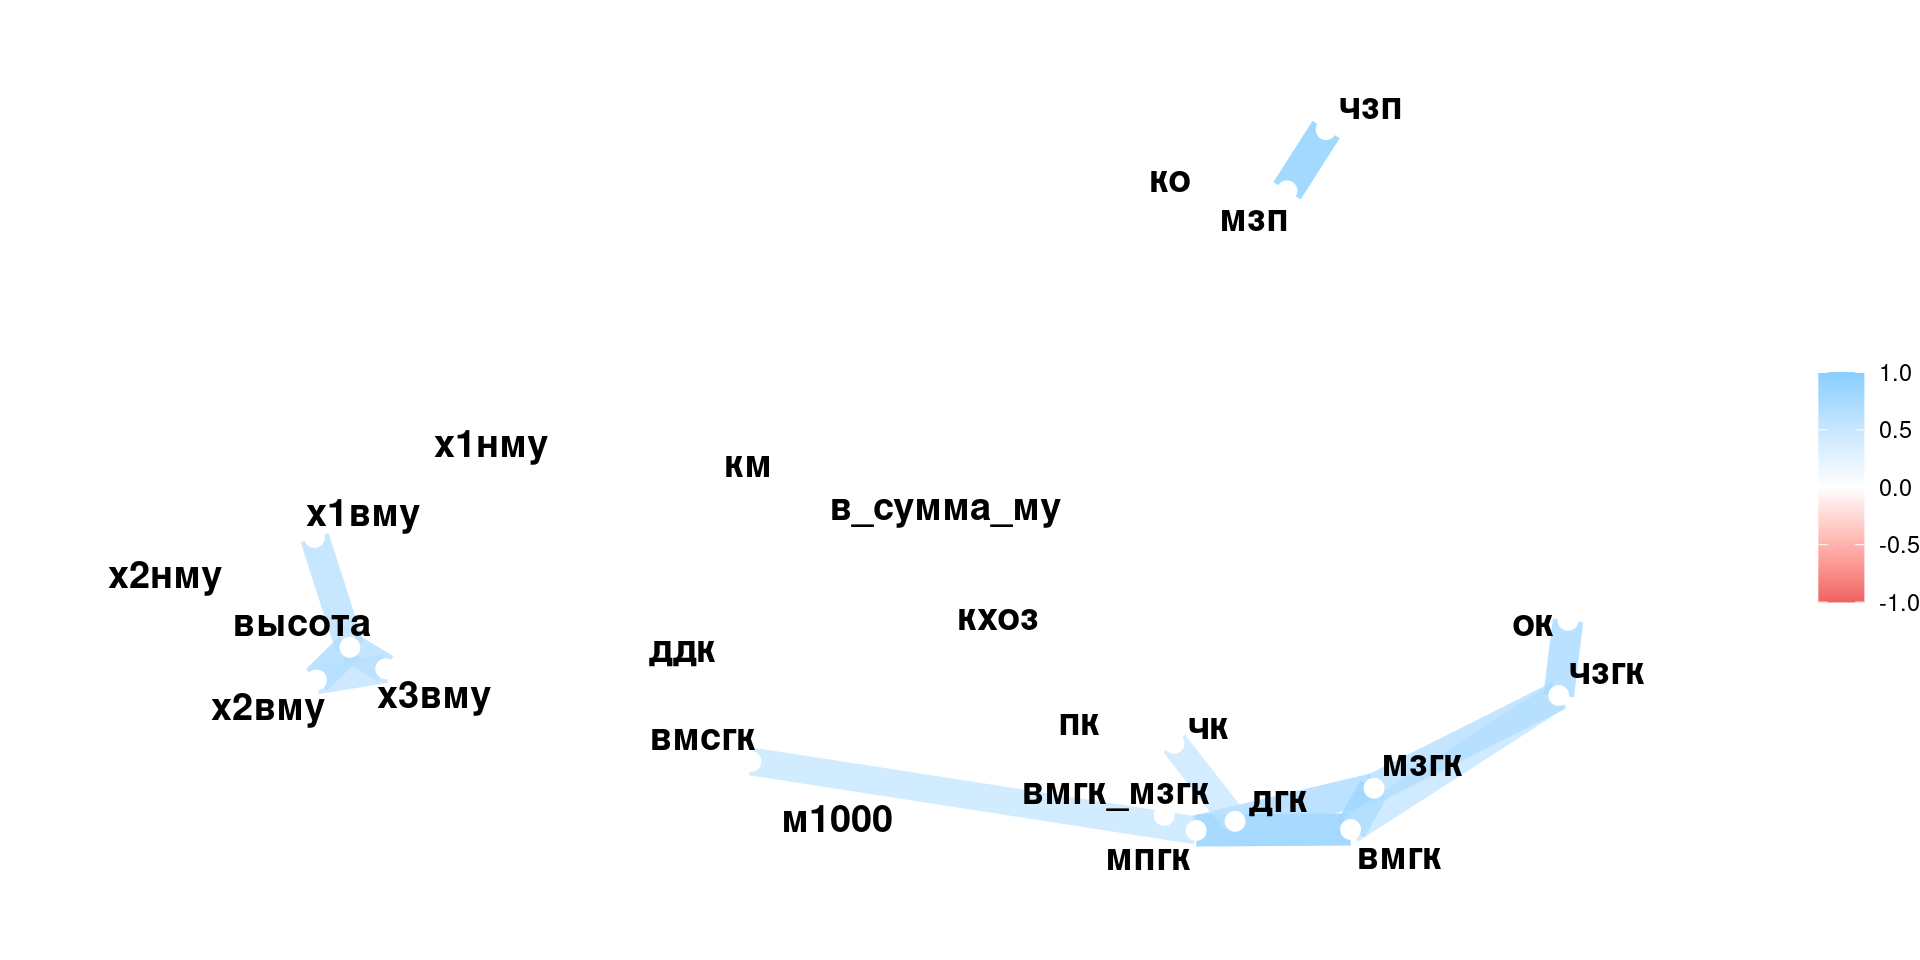 чзп
ко
мзп
1.0
0.5
0.0
-0.5
-1.0
х1нму
км
х1вму
в_сумма_му
х2нму
высота
кхоз
ок
ддк
чзгк
х2вму
х3вму
вмсгк
пк
чк
мзгк
вмгк_мзгк
дгк
м1000
мпгк
вмгк